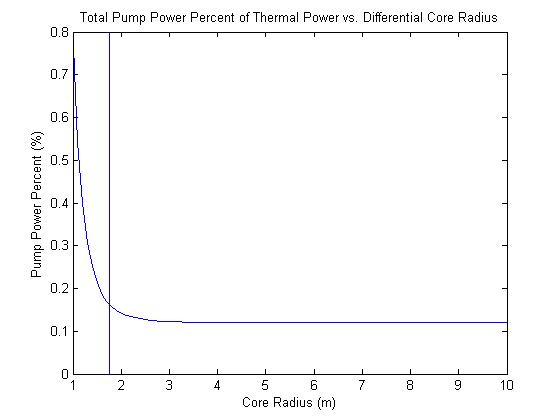 Total Pump Power Percent of Thermal Power vs. Differential Core Radius
0.8
0.7
0.6
0.5
0.4
0.3
0.2
0.1
0
Pump Power Percent (%)
1 2 3 4 5 6 7 8 9 10
Core Radius (m)